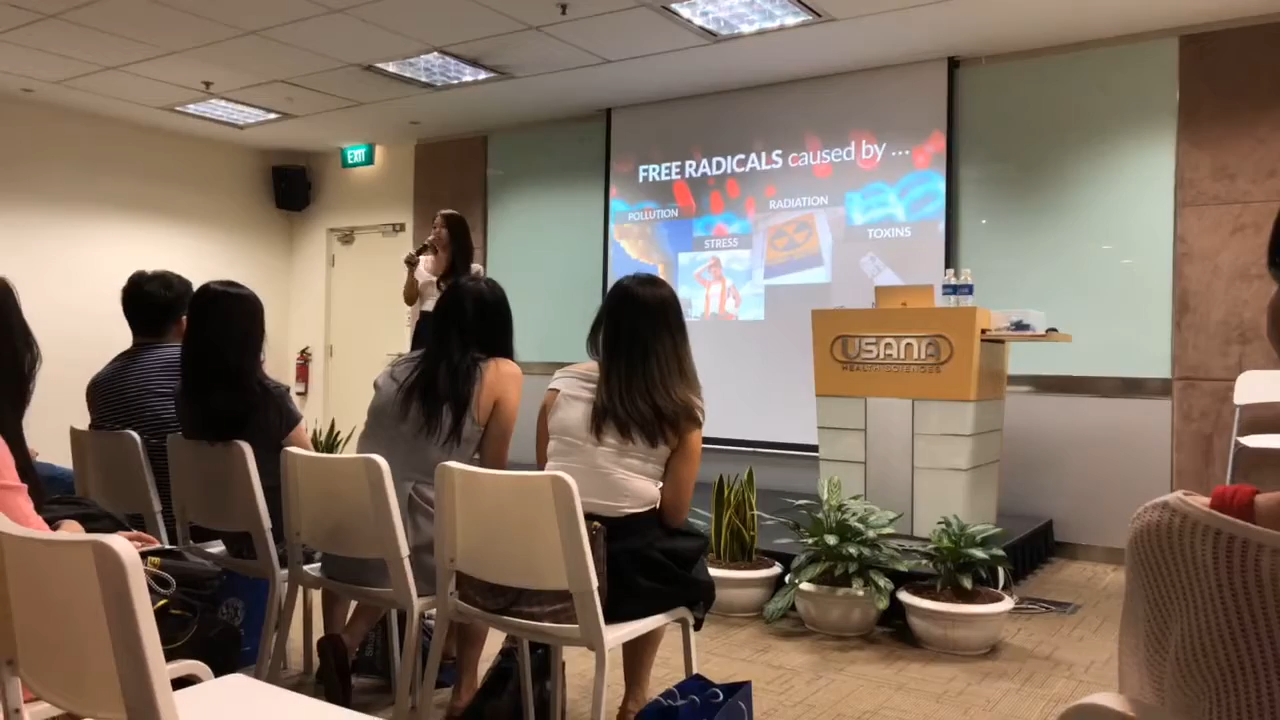 EXIT
FREE RADICALS caused by ...
POLLUTION
STRESS
RADIATION
TOXINS
USANA
HEALTH SCIENCES